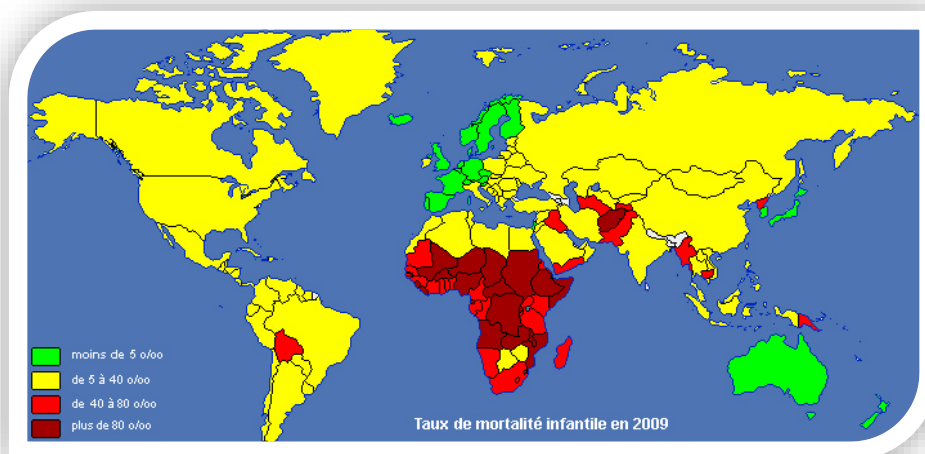 moins de 5 o/oo
de 5 à 40 o/oo
de 40 à 80 o/oo
plus de 80 o/oo
Taux de mortalité infantile en 2009